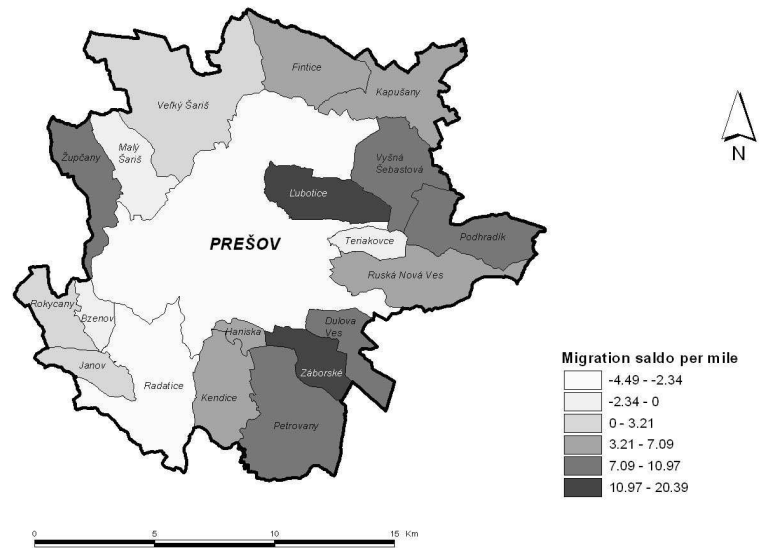 Fintice
Kapušany
Veľký Šariš
Malý
Šariš
Župčany
Vyšná
Šebastová
Ľubotice
N
PREŠOV
Teriakovce
Podhradík
Ruská Nová Ves
Rokycany
Bzenov
Haniska
Dulova
Ves
Janov
Radatice
Kendice
Záborské
Petrovany
Migration saldo per mile
-4.49 - -2.34
-2.34 - 0
0 - 3.21
3.21 - 7.09
7.09 - 10.97
10.97 - 20.39
0 5 10 15 Km